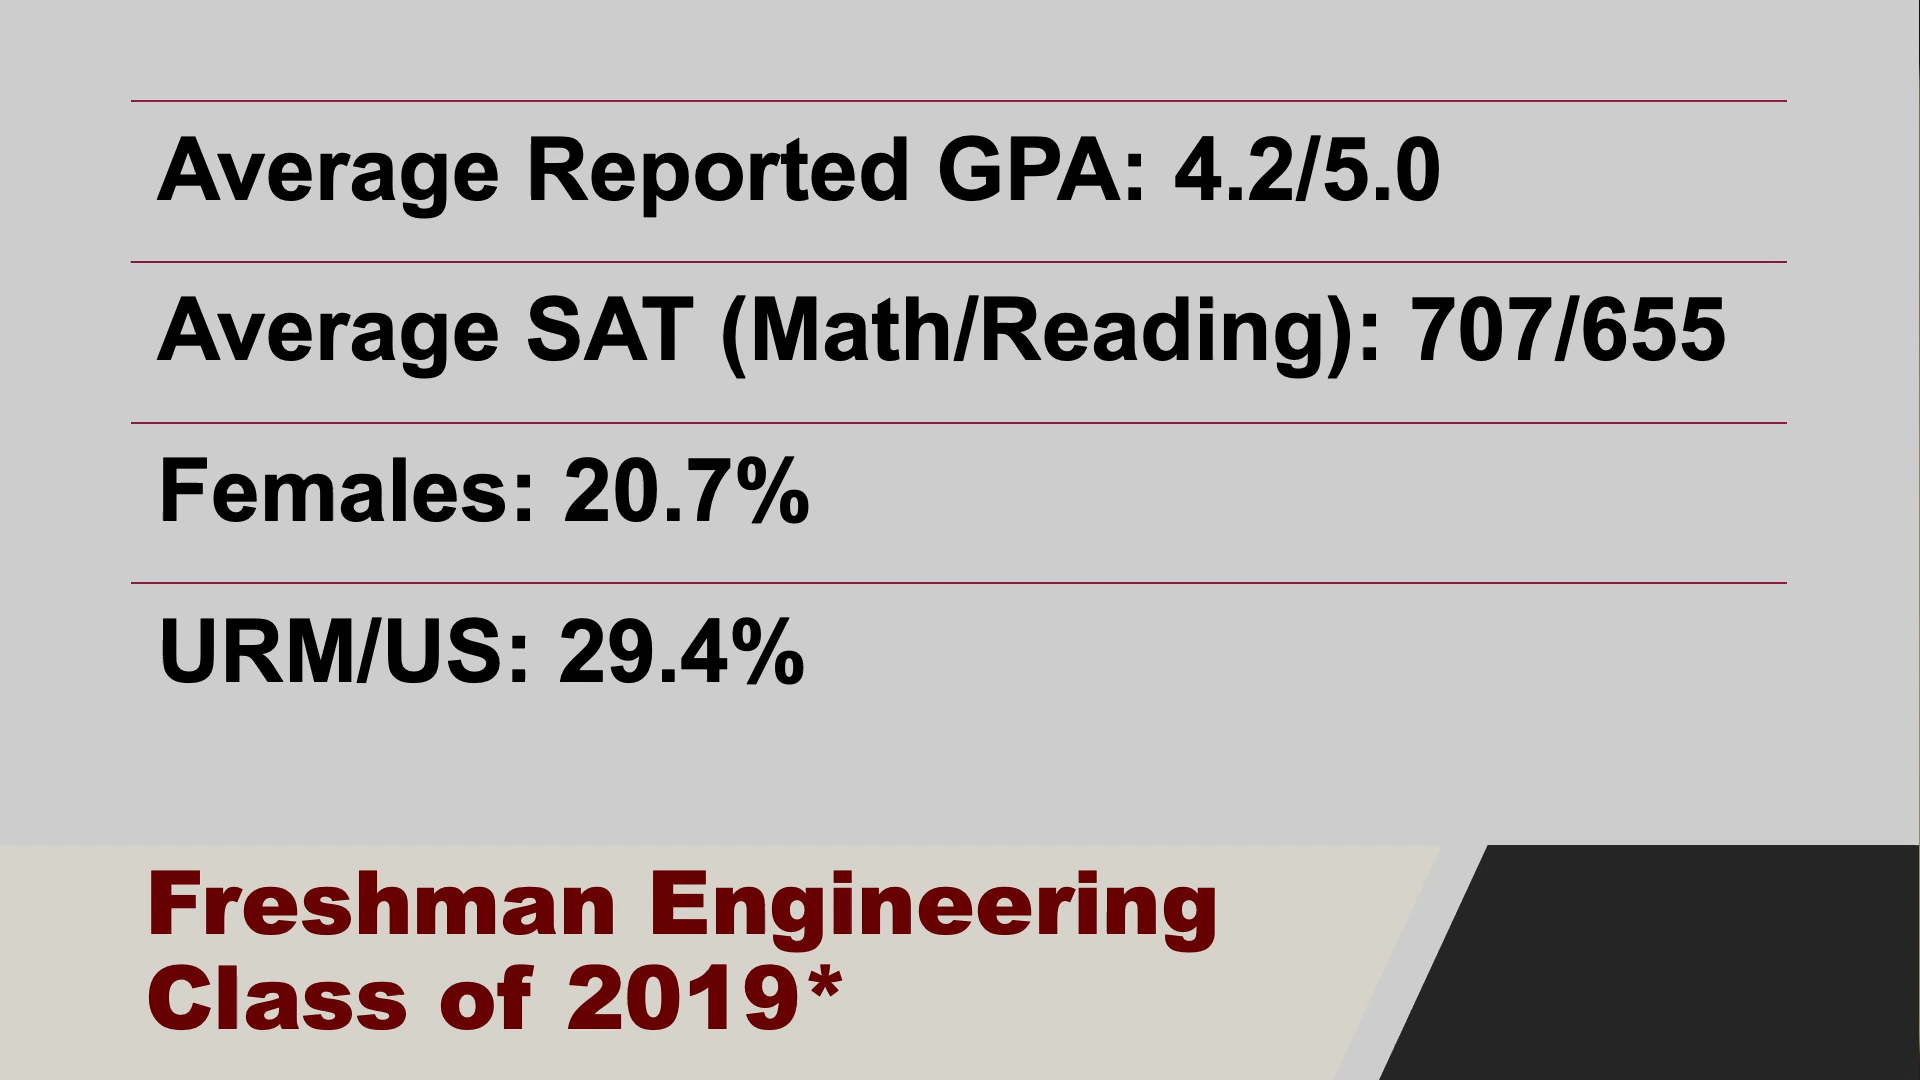 Average Reported GPA: 4.2/5.0
Average SAT (Math/Reading): 707/655
Females: 20.7%
URM/US: 29.4%
Freshman Engineering
Class of 2019*